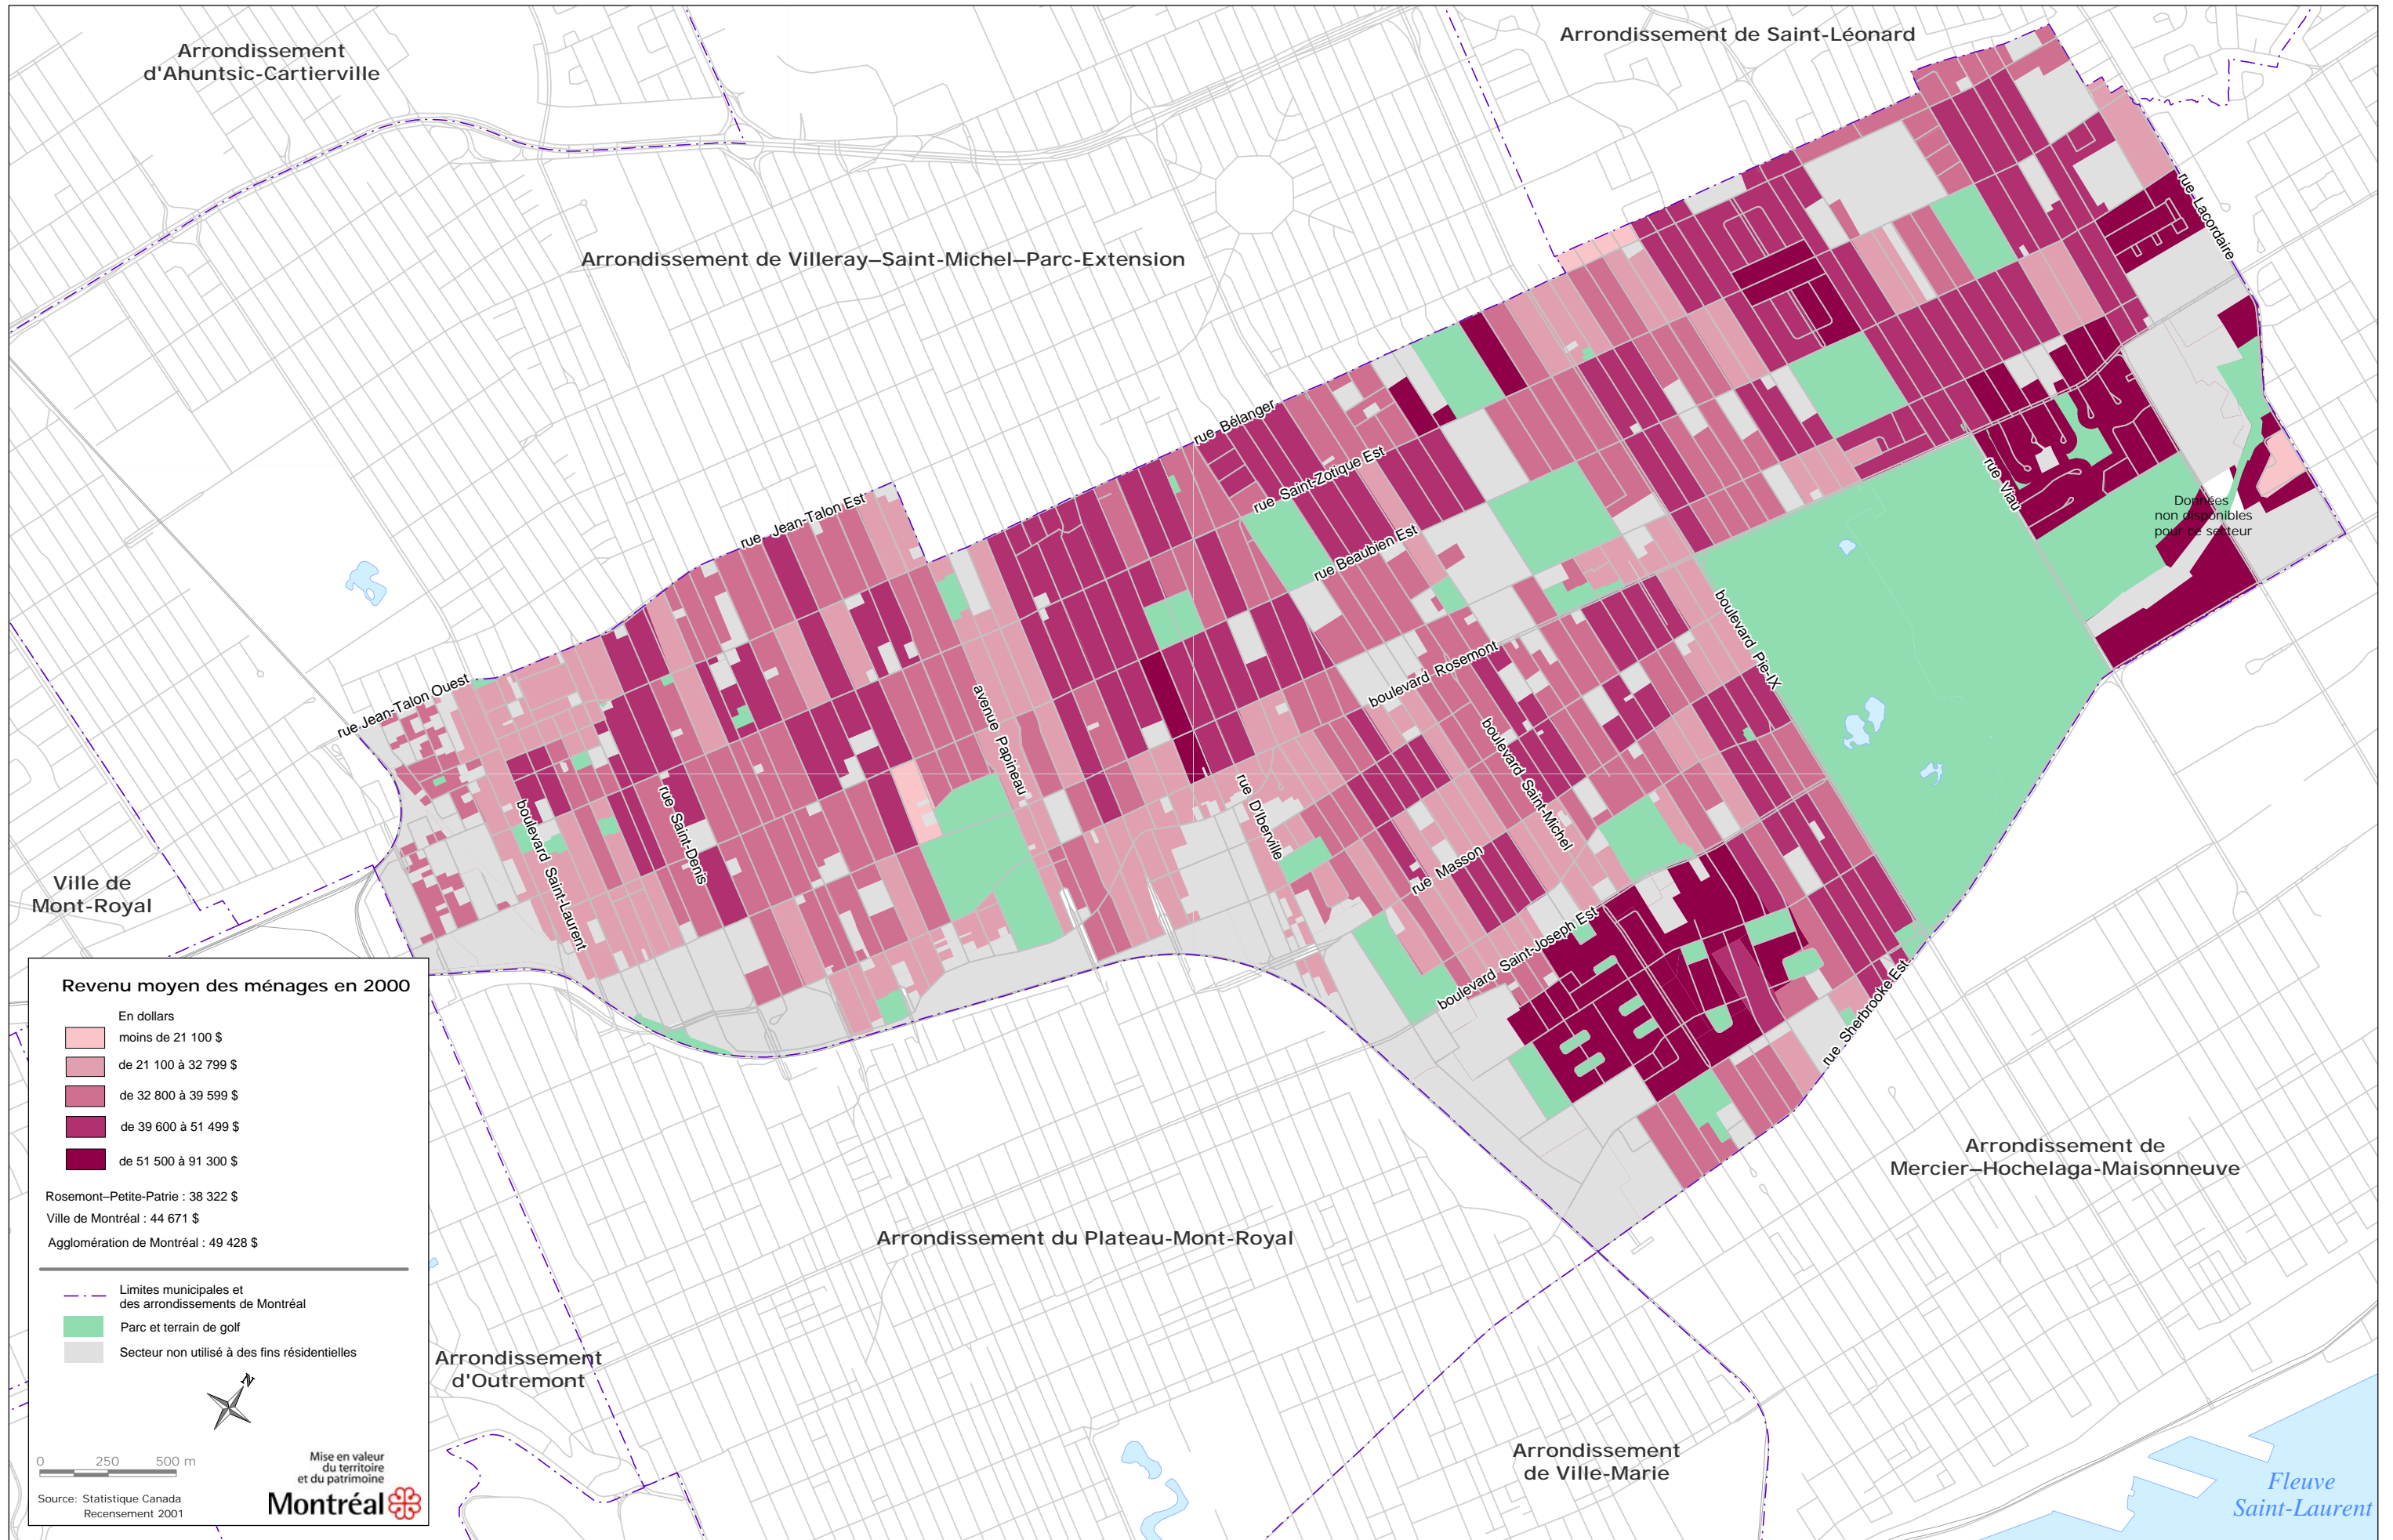 Arrondissement
d'Ahuntsic-Cartierville
Arrondissement de Saint-Léonard
Arrondissement de Villeray–Saint-Michel–Parc-Extension
rue Lacordaire
rue Bélanger
rue Saint-Zotique Est
rue Jean-Talon Est
rue Beaubien Est
rue Viau
Données
non disponibles
pour ce secteur
boulevard Pie-IX
rue Jean-Talon Ouest
boulevard Rosemont
avenue Papineau
boulevard Saint-Michel
rue D'Iberville
rue Saint-Denis
boulevard Saint-Laurent
rue Masson
boulevard Saint-Joseph Est
rue Sherbrooke Est
Ville de
Mont-Royal
Arrondissement de
Mercier–Hochelaga-Maisonneuve
Arrondissement du Plateau-Mont-Royal
Arrondissement
d'Outremont
Arrondissement
de Ville-Marie
Fleuve
Saint-Laurent
Revenu moyen des ménages en 2000
En dollars
moins de 21 100 $
de 21 100 à 32 799 $
de 32 800 à 39 599 $
de 39 600 à 51 499 $
de 51 500 à 91 300 $
Rosemont–Petite-Patrie : 38 322 $
Ville de Montréal : 44 671 $
Agglomération de Montréal : 49 428 $
Limites municipales et
des arrondissements de Montréal
Parc et terrain de golf
Secteur non utilisé à des fins résidentielles
N
0 250 500 m
Mise en valeur
du territoire
et du patrimoine
Montréal
Source: Statistique Canada
Recensement 2001